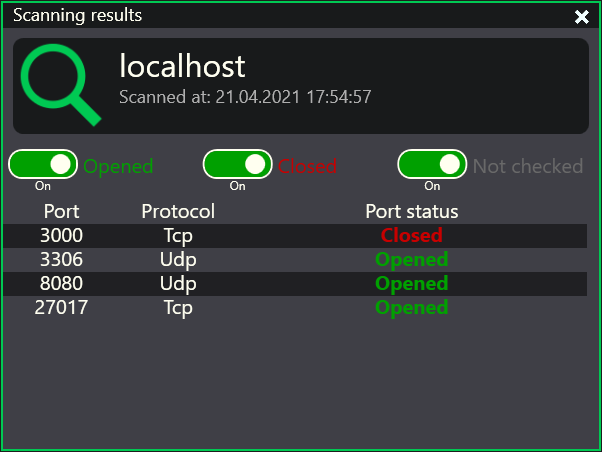 Scanning results
localhost
Scanned at: 21.04.2021 17:54:57
Opened Closed Not checked
On On On
Port Protocol Port status
3000 Tcp Closed
3306 Udp Opened
8080 Udp Opened
27017 Tcp Opened